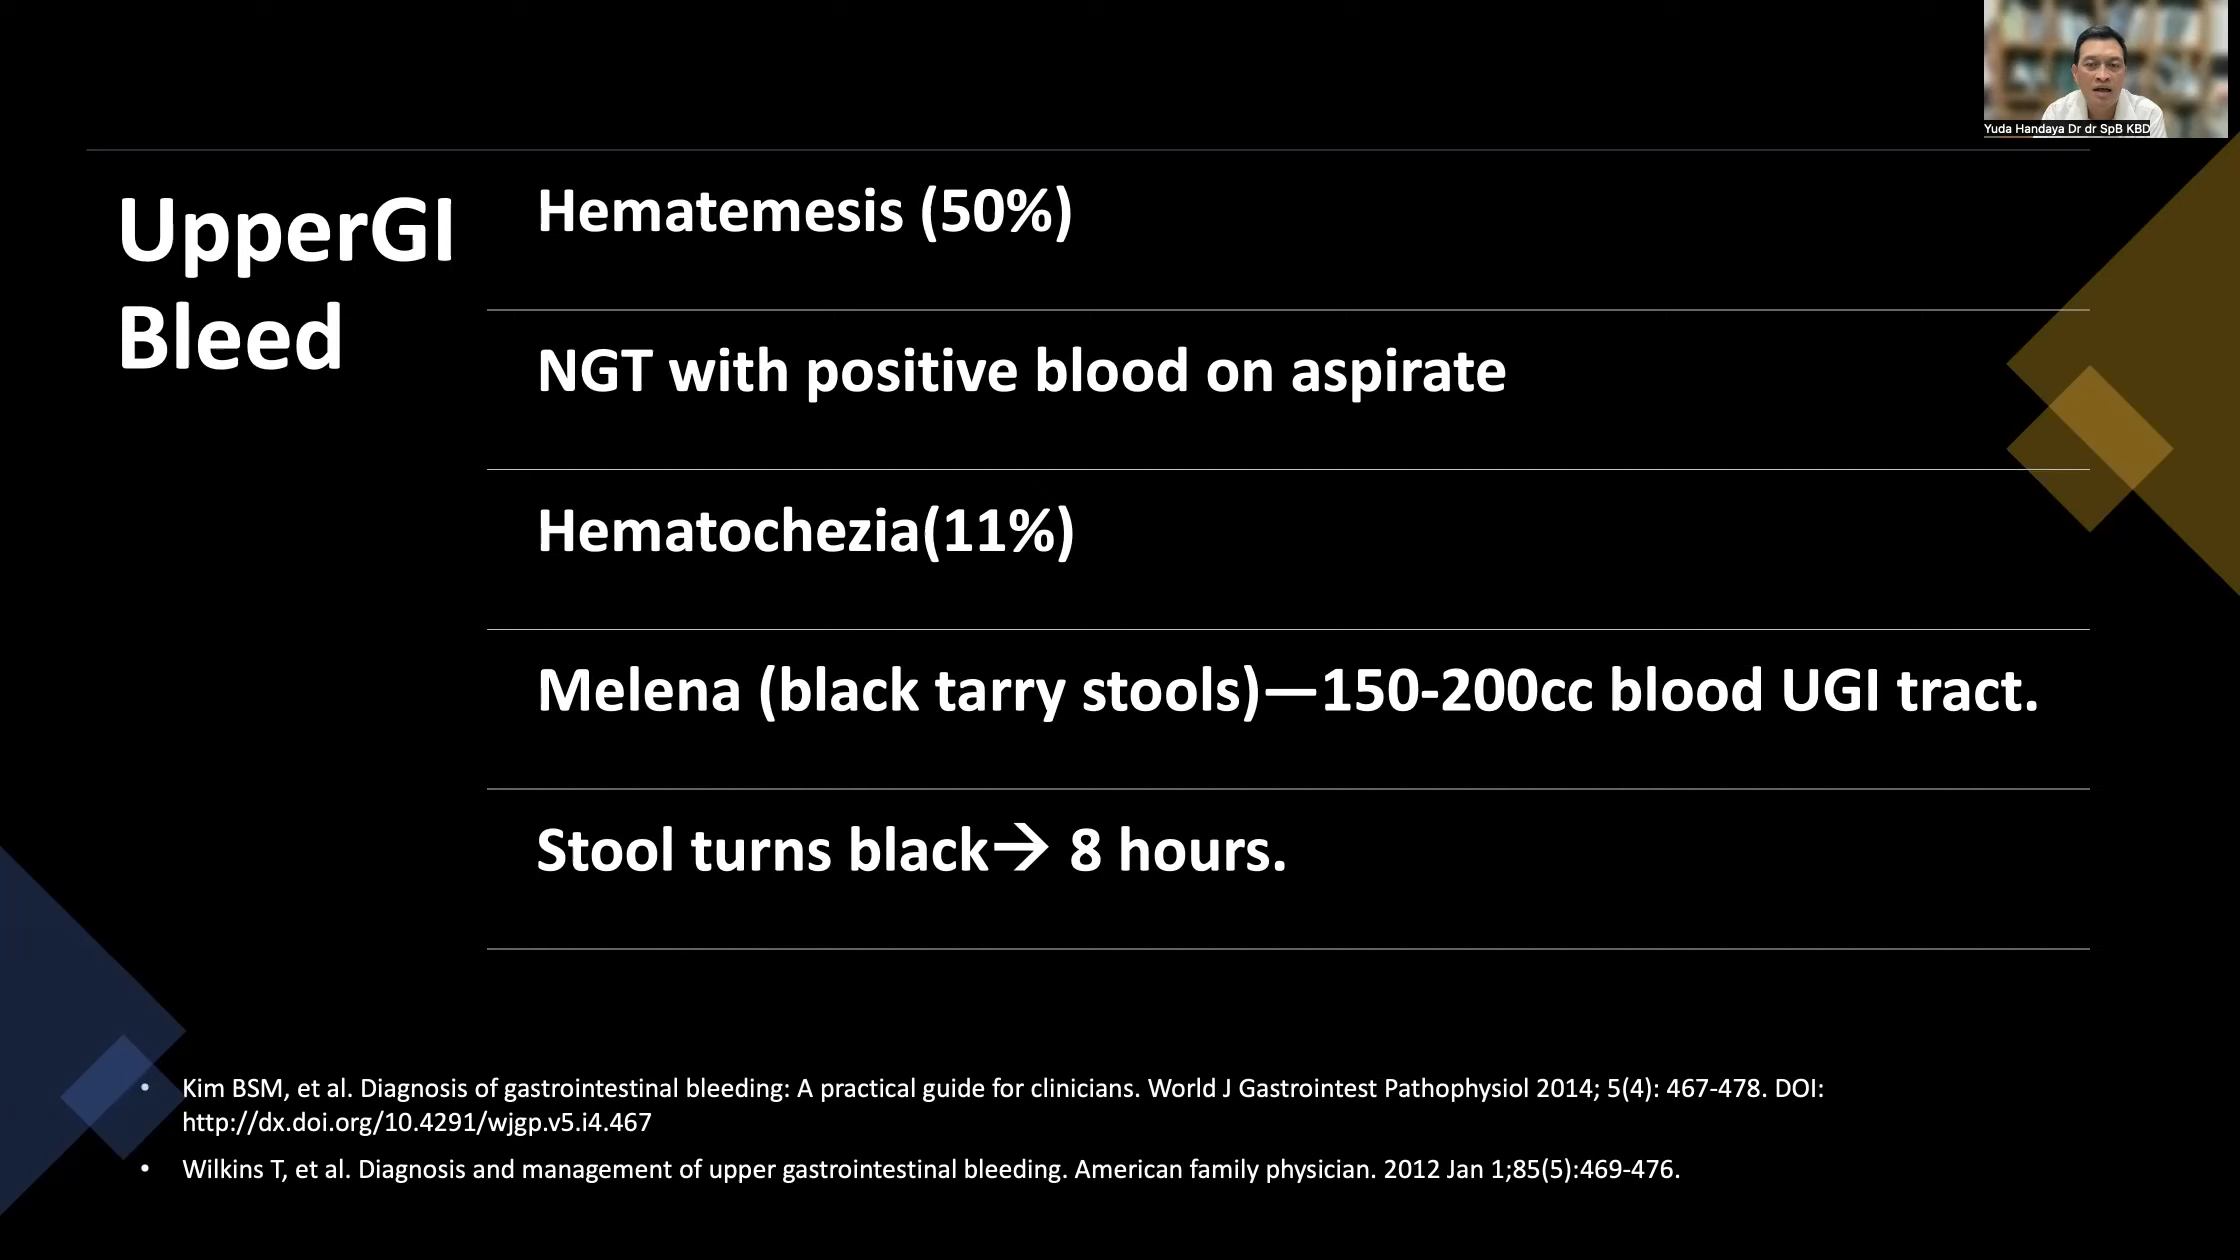 Yuda Handaya Dr dr SpB KBD
UpperGI
Bleed
Hematemesis (50%)
NGT with positive blood on aspirate
Hematochezia(11%)
Melena (black tarry stools)—150-200cc blood UGI tract.
Stool turns black→ 8 hours.
• Kim BSM, et al. Diagnosis of gastrointestinal bleeding: A practical guide for clinicians. World J Gastrointest Pathophysiol 2014; 5(4): 467-478. DOI:
http://dx.doi.org/10.4291/wjgp.v5.i4.467
• Wilkins T, et al. Diagnosis and management of upper gastrointestinal bleeding. American family physician. 2012 Jan 1;85(5):469-476.